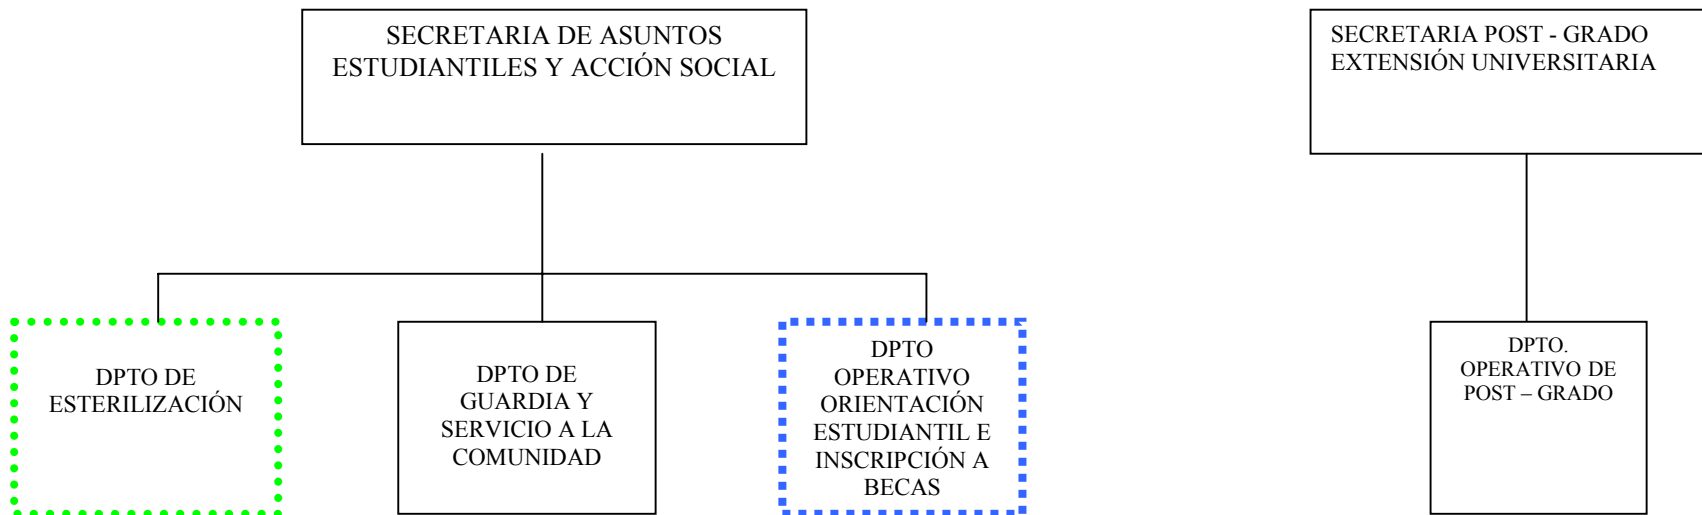 SECRETARIA DE ASUNTOS
ESTUDIANTILES Y ACCIÓN SOCIAL
SECRETARIA POST - GRADO
EXTENSIÓN UNIVERSITARIA
DPTO DE
ESTERILIZACIÓN
DPTO DE
GUARDIA Y
SERVICIO A LA
COMUNIDAD
DPTO
OPERATIVO
ORIENTACIÓN
ESTUDIANTIL E
INSCRIPCIÓN A
BECAS
DPTO.
OPERATIVO DE
POST – GRADO